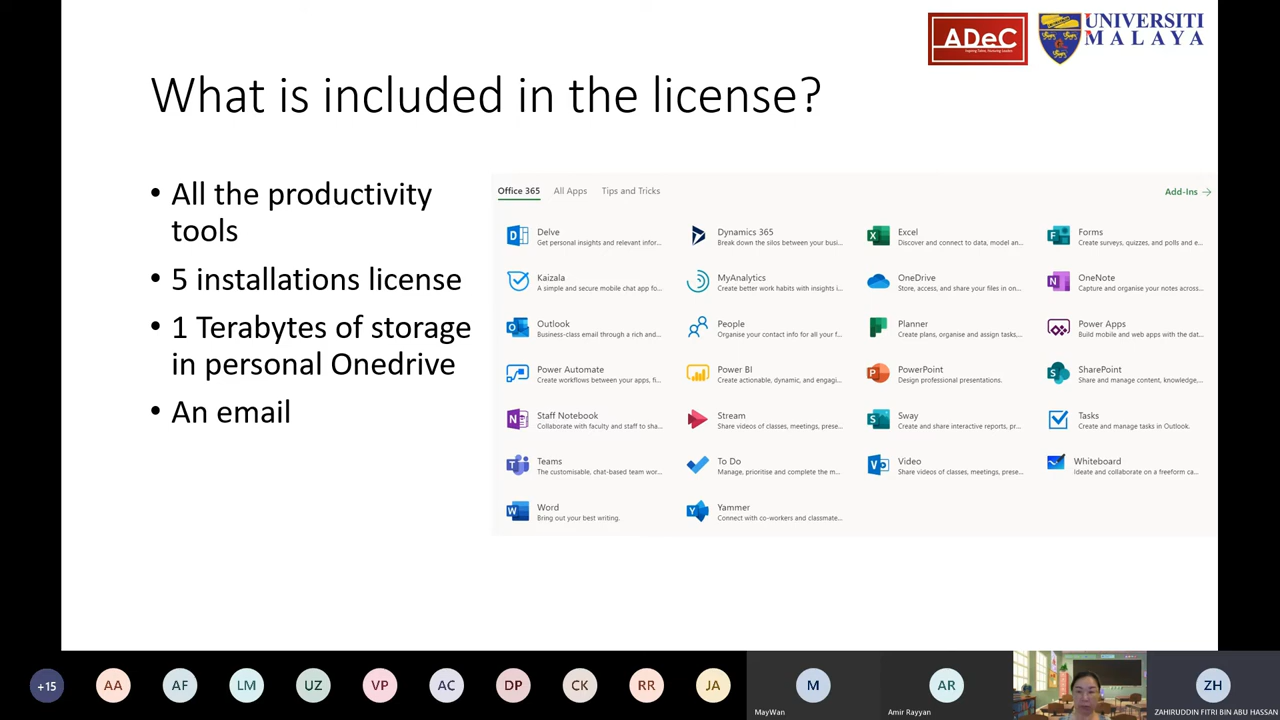 ADeC
UNIVERSITI
MALAYA
What is included in the license?
• All the productivity
tools
• 5 installations license
• 1 Terabytes of storage
in personal Onedrive
• An email
Office 365 All Apps Tips and Tricks Add-Ins →
Delve
Get personal insights and relevant infor...
Dynamics 365
Break down the silos between your busi...
Excel
Discover and connect to data, model an...
Forms
Create surveys, quizzes, and polls and e...
Kaizala
A simple and secure mobile chat app fo...
MyAnalytics
Create better work habits with insights i...
OneDrive
Store, access, and share your files in on...
OneNote
Capture and organise your notes across...
Outlook
Business-class email through a rich and...
People
Organise your contact info for all your f...
Planner
Create plans, organise and assign tasks,...
Power Apps
Build mobile and web apps with the dat...
Power Automate
Create workflows between your apps, fi...
Power BI
Create actionable, dynamic, and engagi...
PowerPoint
Design professional presentations.
SharePoint
Share and manage content, knowledge,...
Staff Notebook
Collaborate with faculty and staff to sha...
Stream
Share videos of classes, meetings, prese...
Sway
Create and share interactive reports, pr...
Tasks
Create and manage tasks in Outlook.
Teams
The customisable, chat-based team wor...
To Do
Manage, prioritise and complete the m...
Video
Share videos of classes, meetings, prese...
Whiteboard
Ideate and collaborate on a freeform ca...
Word
Bring out your best writing.
Yammer
Connect with co-workers and classmate...
+15 AA AF LM UZ VP AC DP CK RR JA M AR ZH
MayWan Amir Rayyan ZAHIRUDDIN FITRI BIN ABU HASSAN